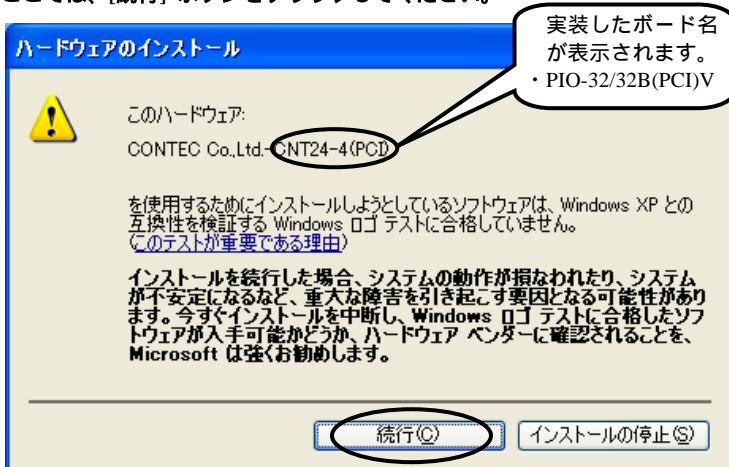 ここでは、[続行] ボタンをクリックしてください。
ハードウェアのインストール
実装したボード名
が表示されます。
・PIO-32/32B(PCI)V
このハードウェア:
CONTEC Co.,Ltd.-CNT24-4(PCI)
を使用するためにインストールしようとしているソフトウェアは、Windows XP との
互換性を検証する Windows ロゴ テストに合格していません。
(このテストが重要である理由)
インストールを続行した場合、システムの動作が損なわれたり、システム
が不安定になるなど、重大な障害を引き起こす要因となる可能性があり
ます。今すぐインストールを中断し、Windows ロゴ テストに合格したソフ
トウェアが入手可能かどうか、ハードウェア ベンダーに確認されることを、
Microsoft は強くお勧めします。
続行(C)
インストールの停止(S)